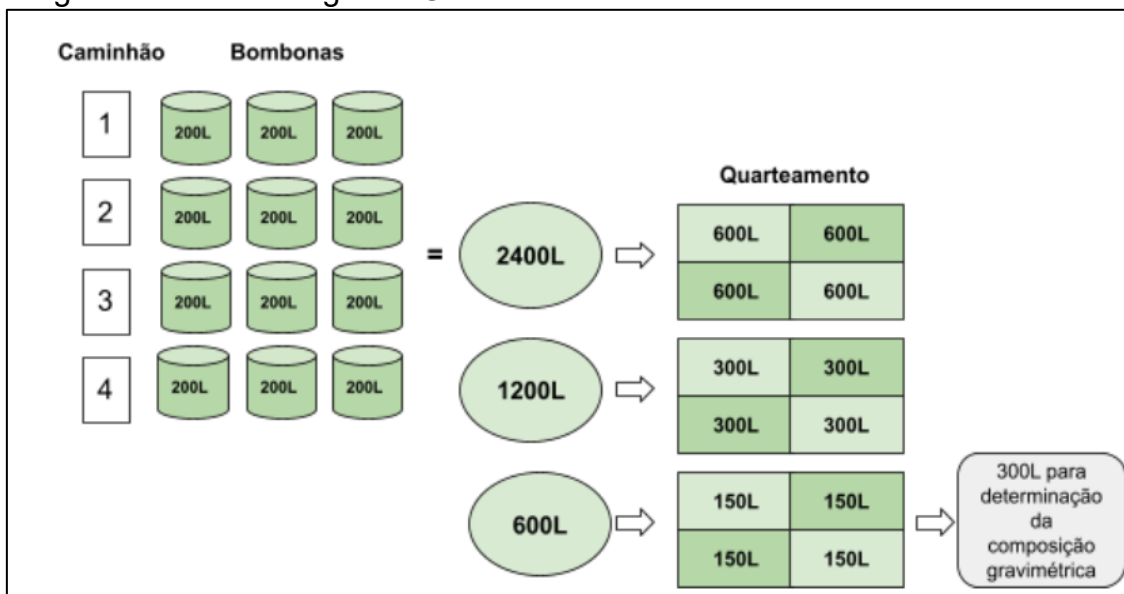 Caminhão Bombonas
1 200L 200L 200L
2 200L 200L 200L
3 200L 200L 200L
4 200L 200L 200L
=
Quarteamento
2400L
600L 600L
600L 600L
1200L
300L 300L
300L 300L
600L
150L 150L
150L 150L
300L para
determinação
da
composição
gravimétrica